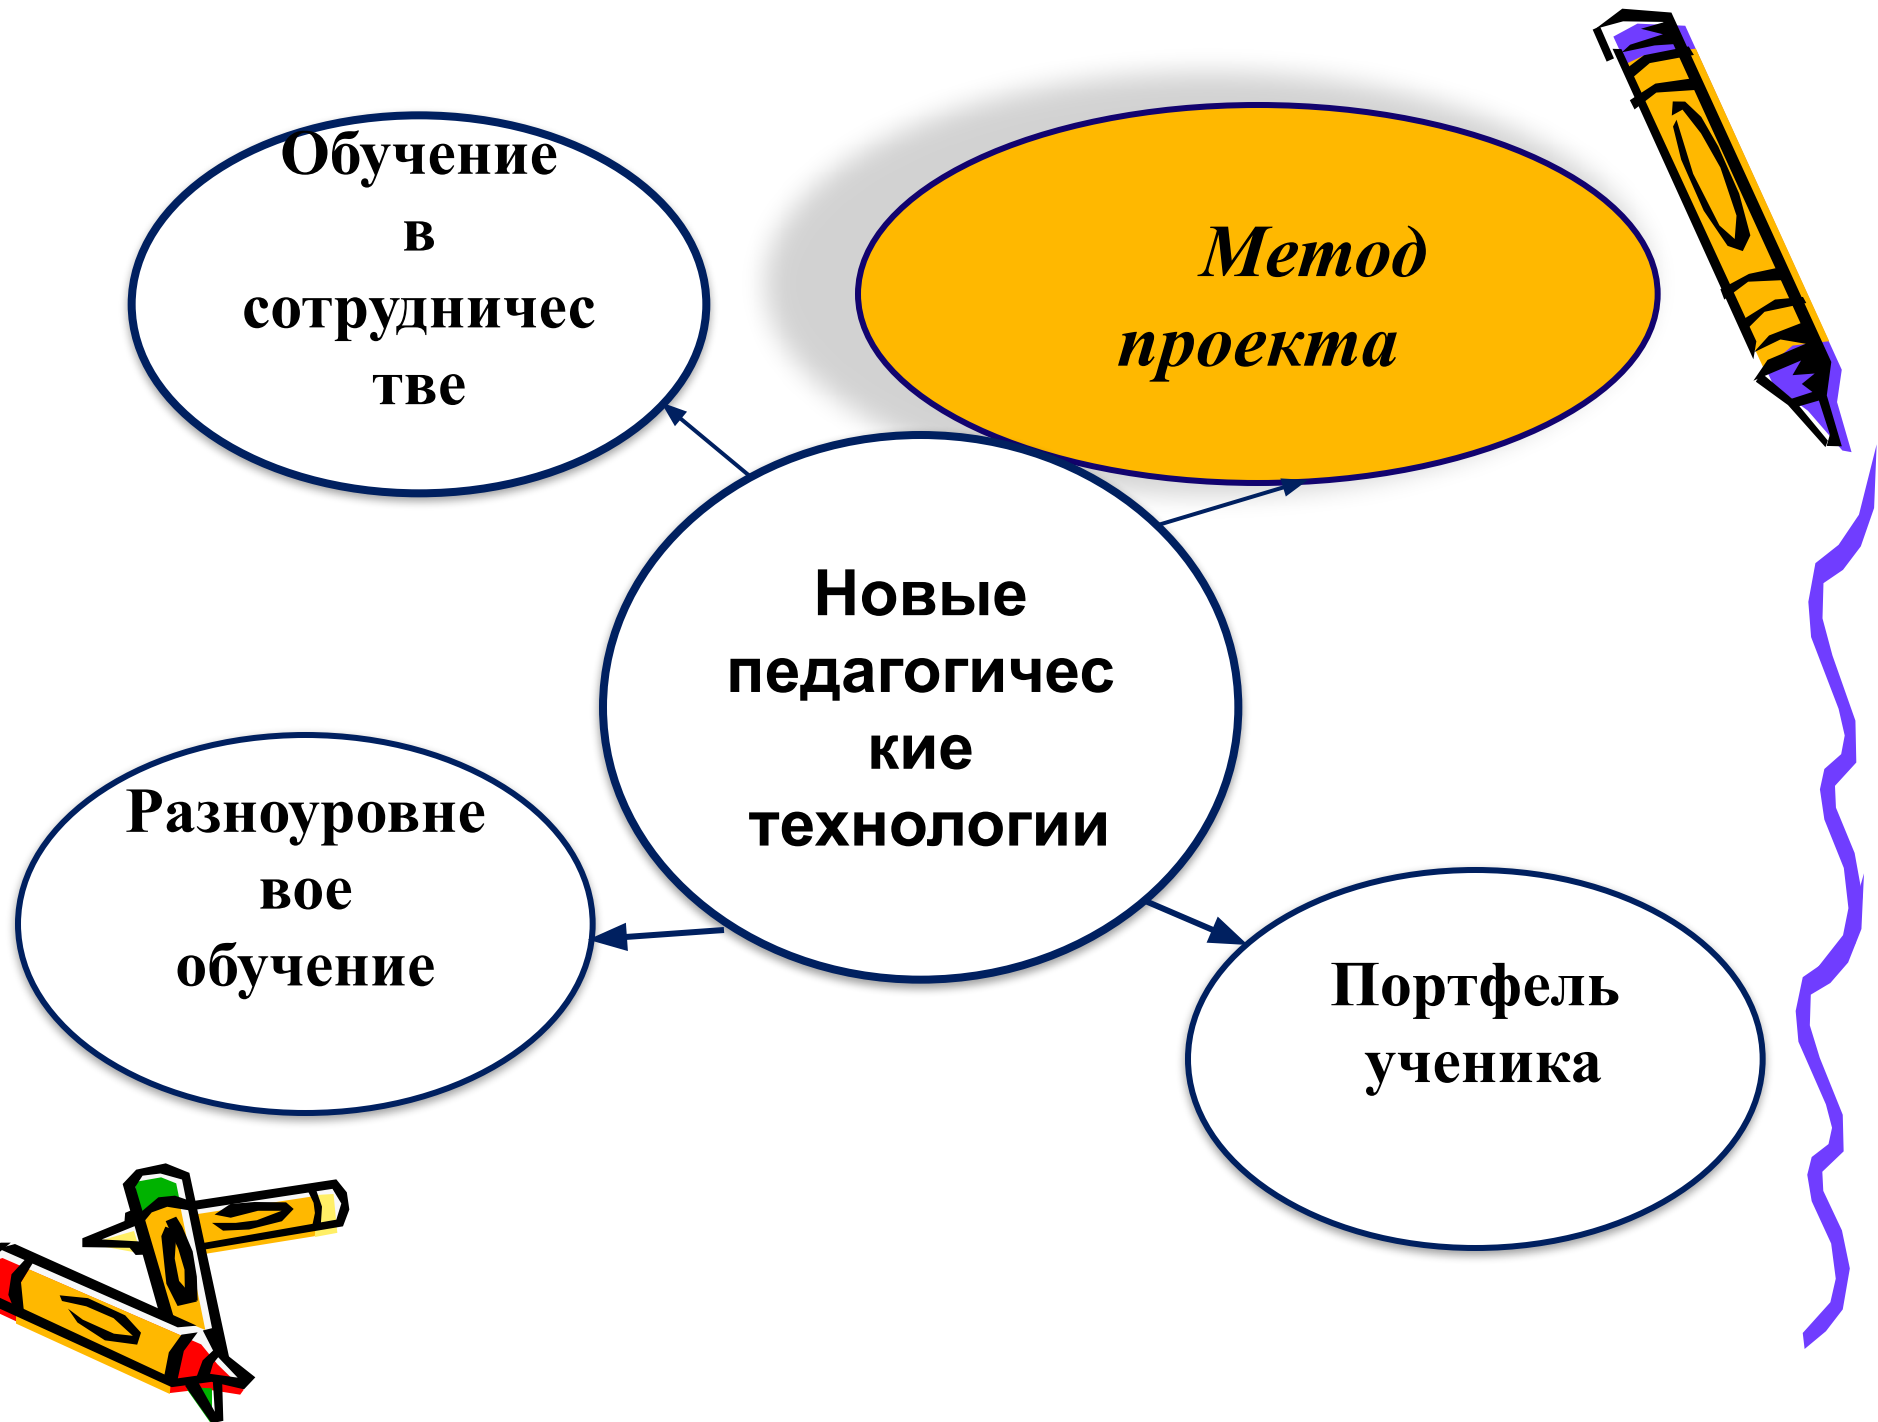 Обучение
в
сотрудничес
тве
Метод
проекта
Новые
педагогичес
кие
технологии
Разноуровне
вое
обучение
Портфель
ученика